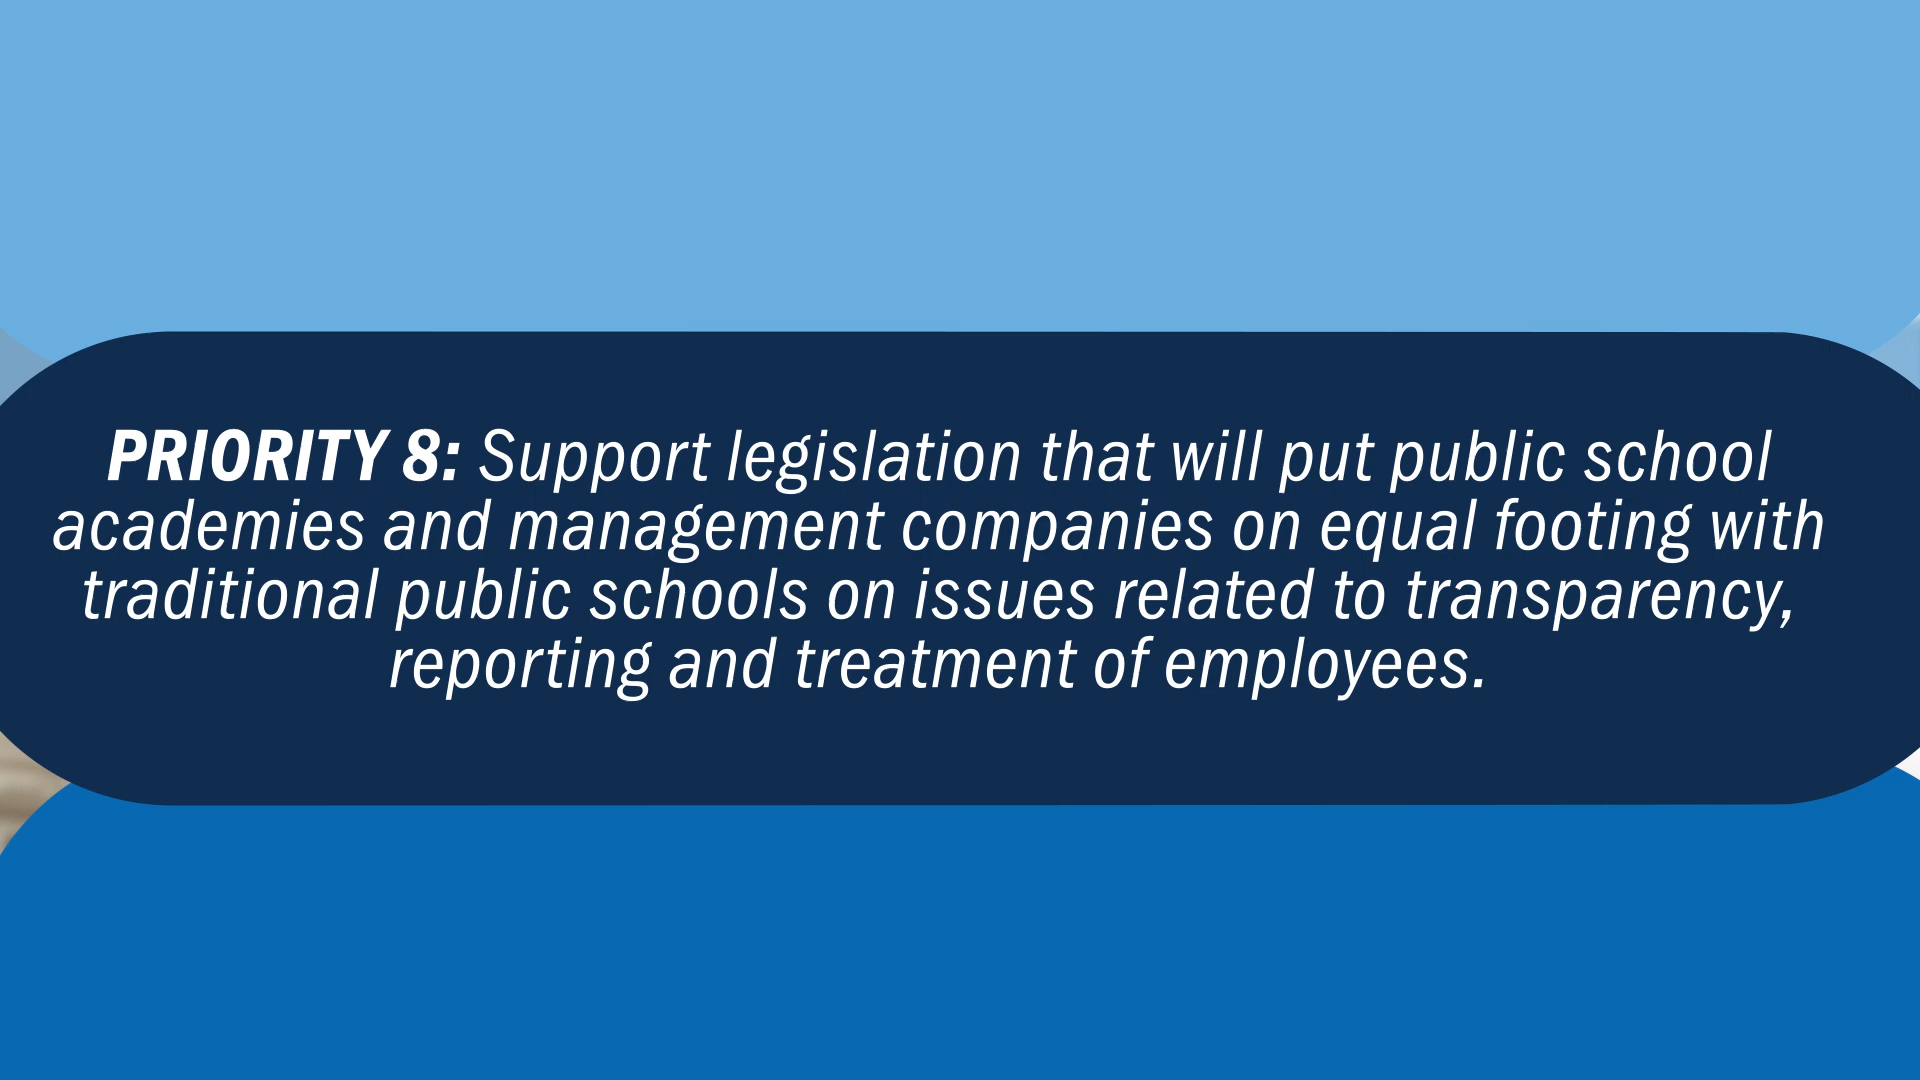 PRIORITY 8: Support legislation that will put public school
academies and management companies on equal footing with
traditional public schools on issues related to transparency,
reporting and treatment of employees.